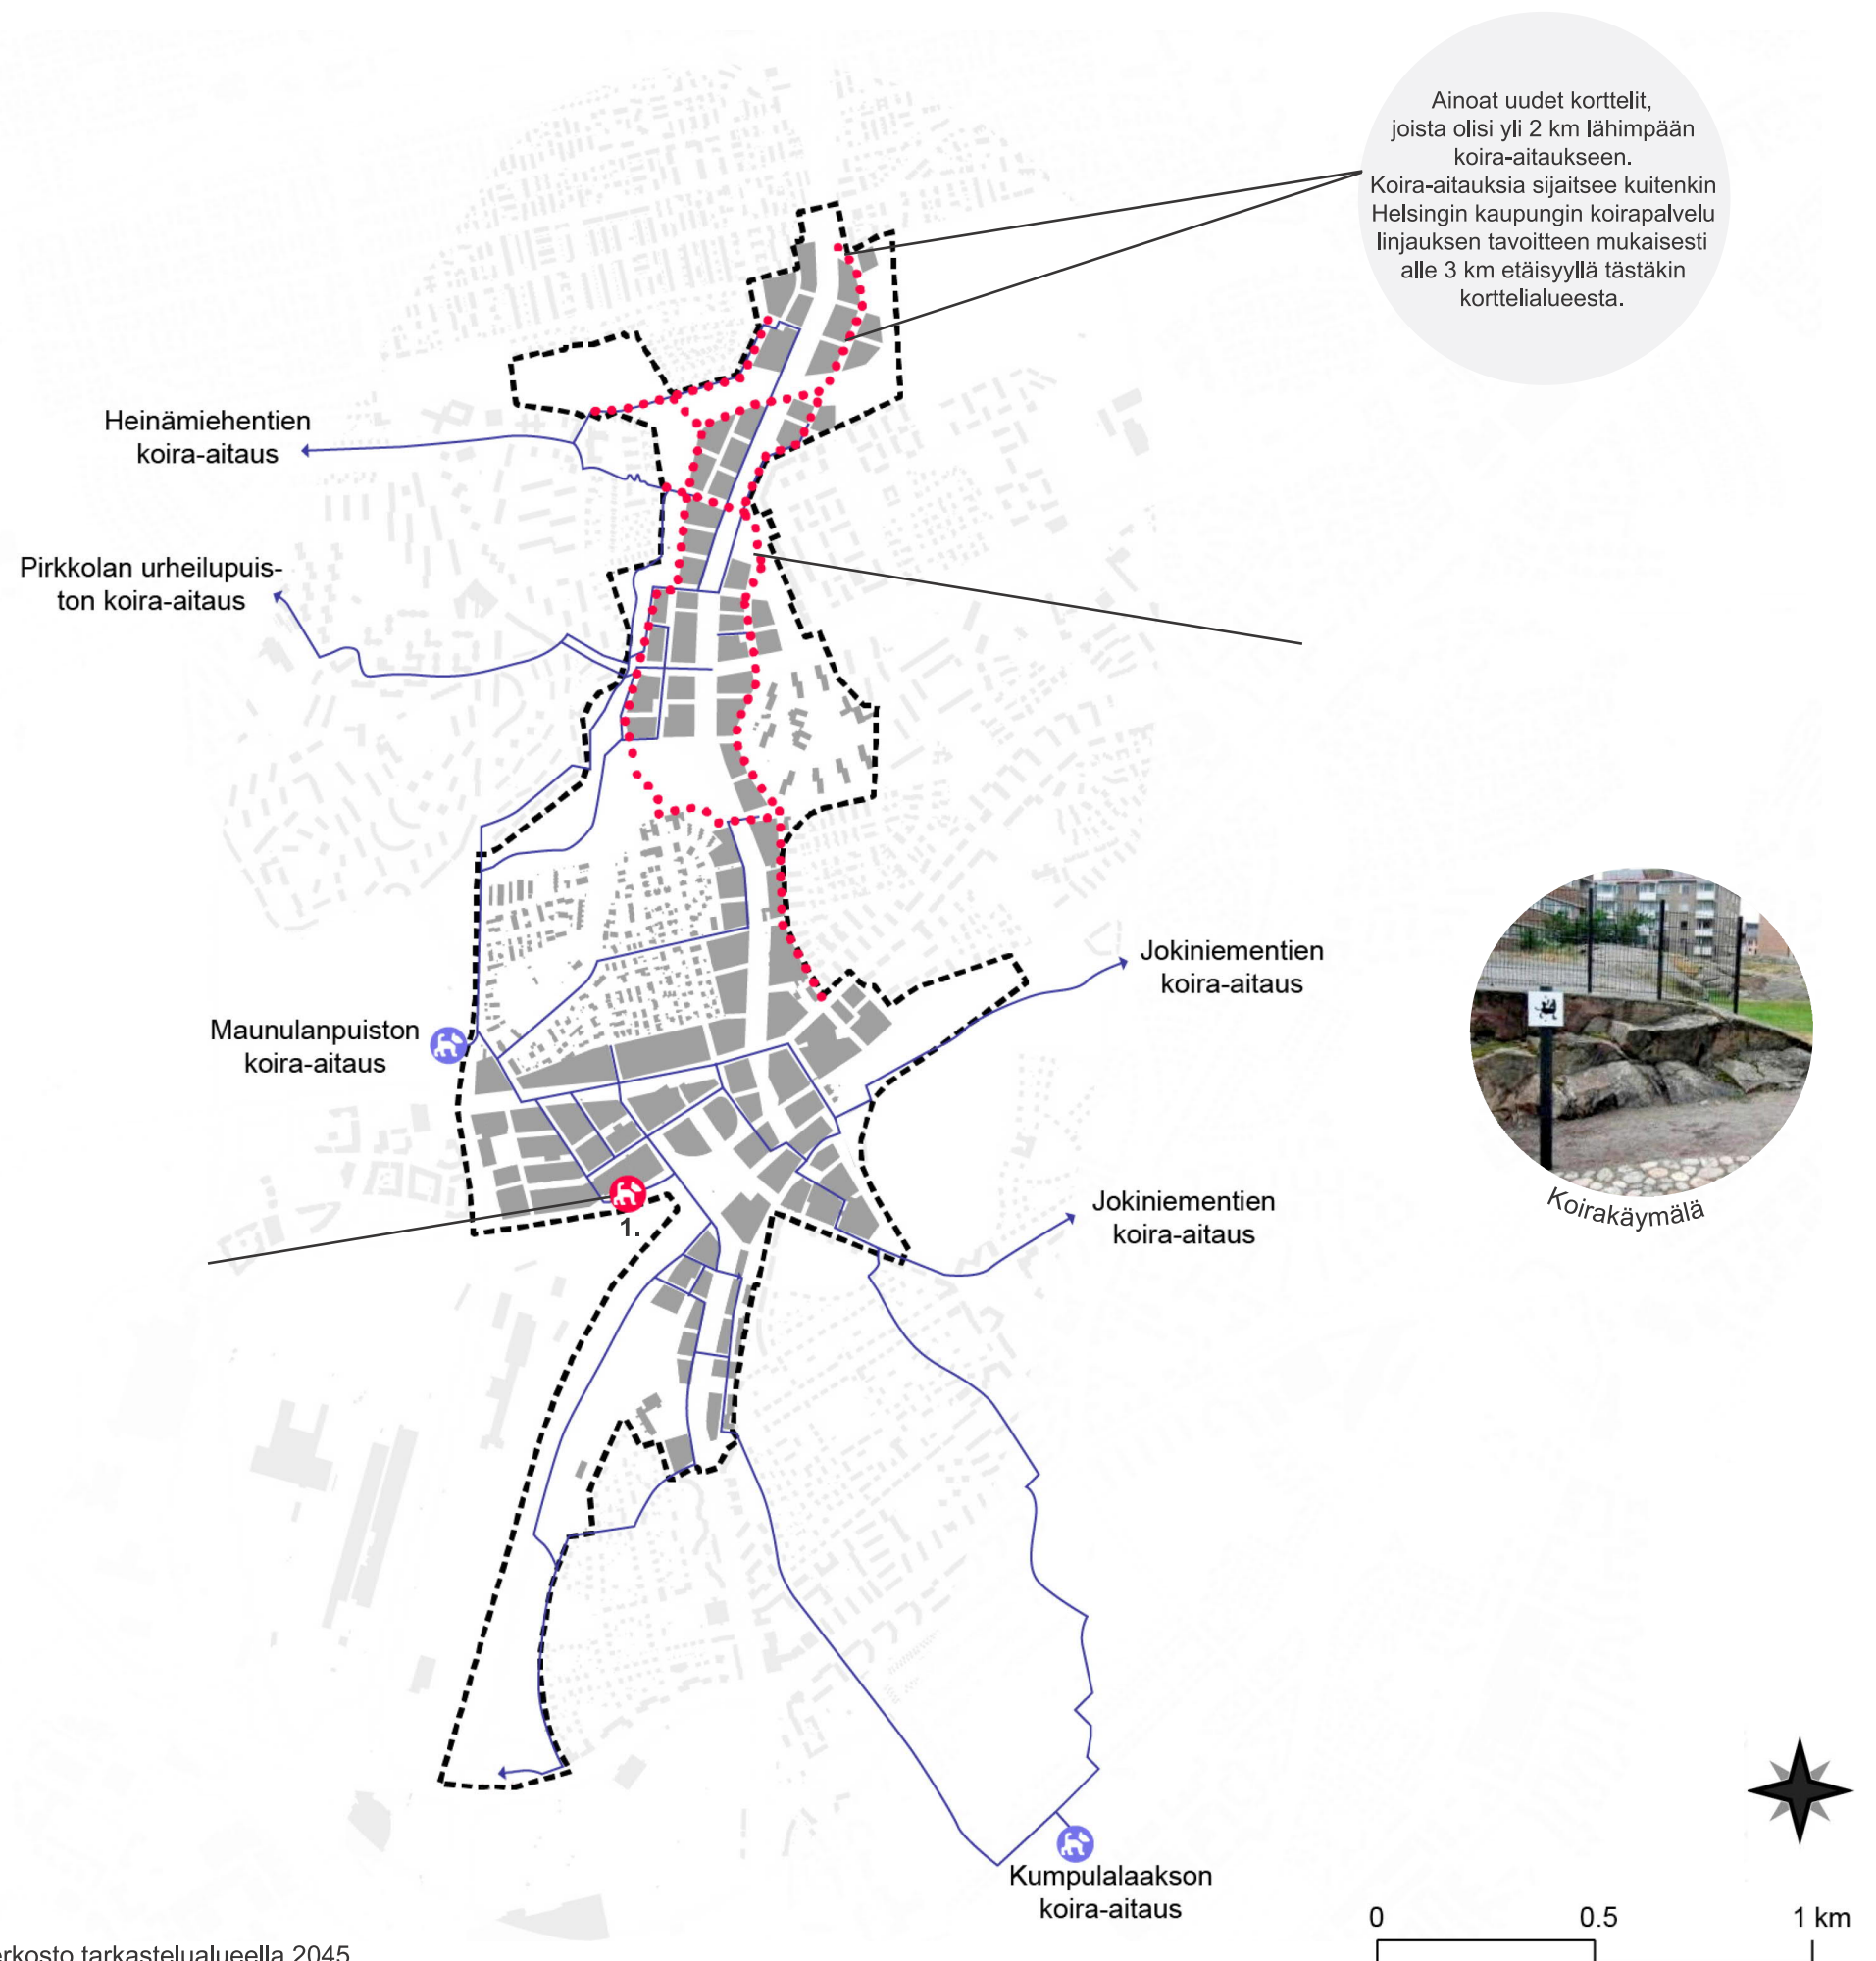 Ainoat uudet korttelit,
joista olisi yli 2 km lähimpään
koira-aitaukseen.
Koira-aitauksia sijaitsee kuitenkin
Helsingin kaupungin koirapalvelu
linjauksen tavoitteen mukaisesti
alle 3 km etäisyyllä tästäkin
korttelialueesta.
Heinämiehentien
koira-aitaus
Pirkkolan urheilupuis-
ton koira-aitaus
Jokiniementien
koira-aitaus
Maunulanpuiston
koira-aitaus
Koirakäymälä
1.
Jokiniementien
koira-aitaus
Kumpulalaakson
koira-aitaus
0 0.5 1 km
tarkastelualueella 2045